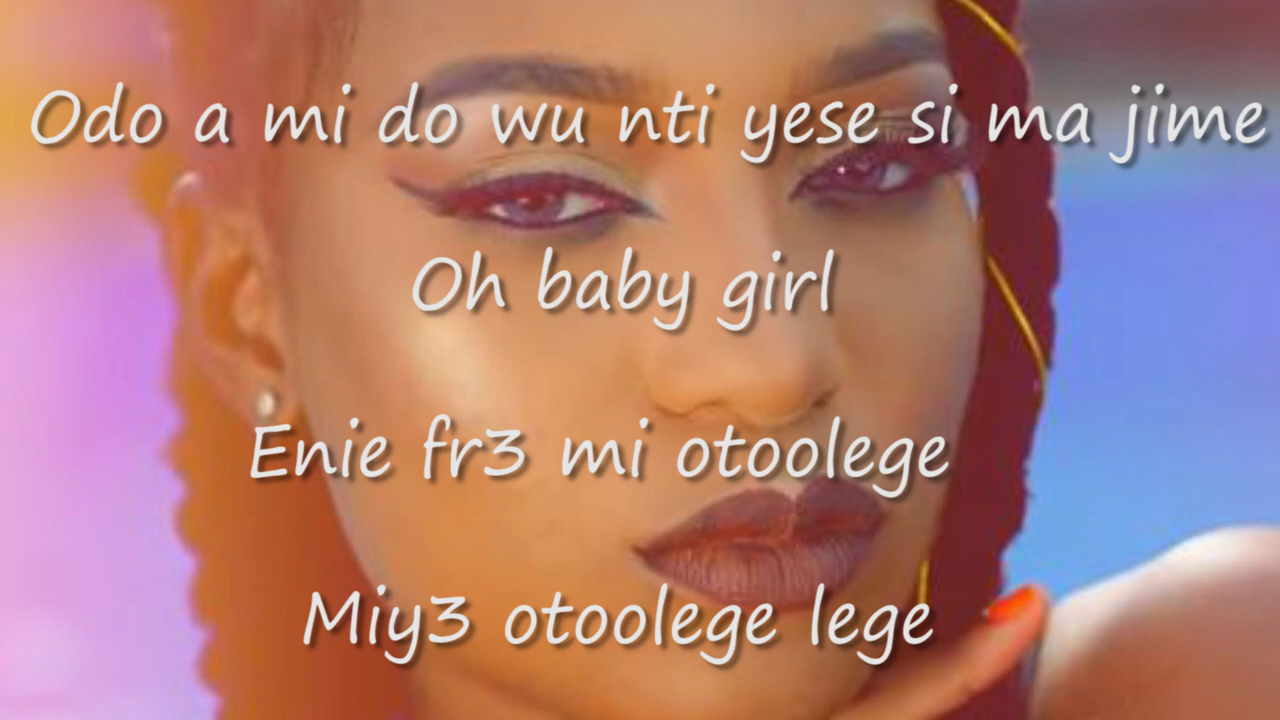 Odo a mi do wu nti yese si ma jime
Oh baby girl
Enie fr3 mi otoolege
Miy3 otoolege lege